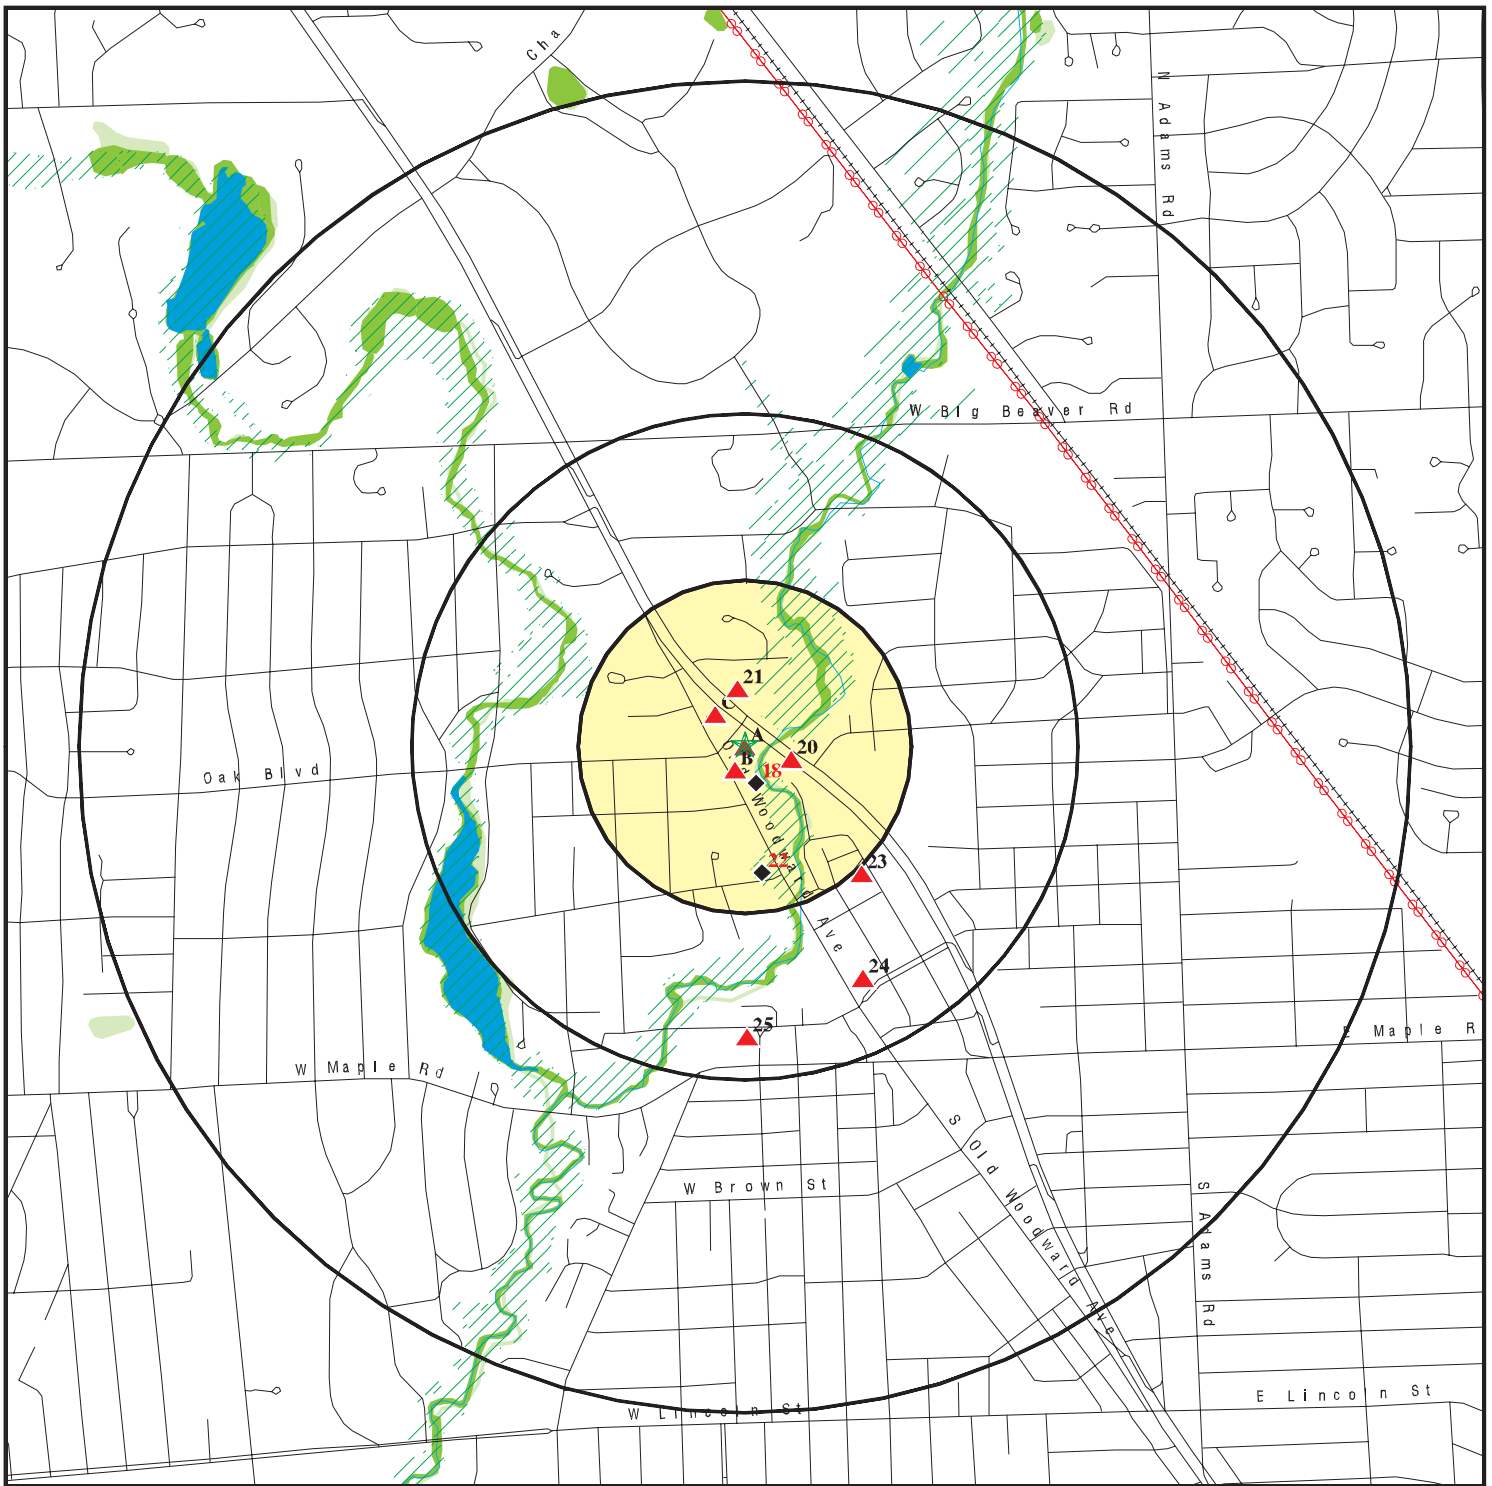 Cha
N Adams Rd
W Big Beaver Rd
21
C
A
20
B
18
Oak Blvd
Woodward Ave
22
23
24
25
E Maple R
W Maple Rd
S Old Woodward Ave
W Brown St
S Adams Rd
E Lincoln St
W Lincoln St